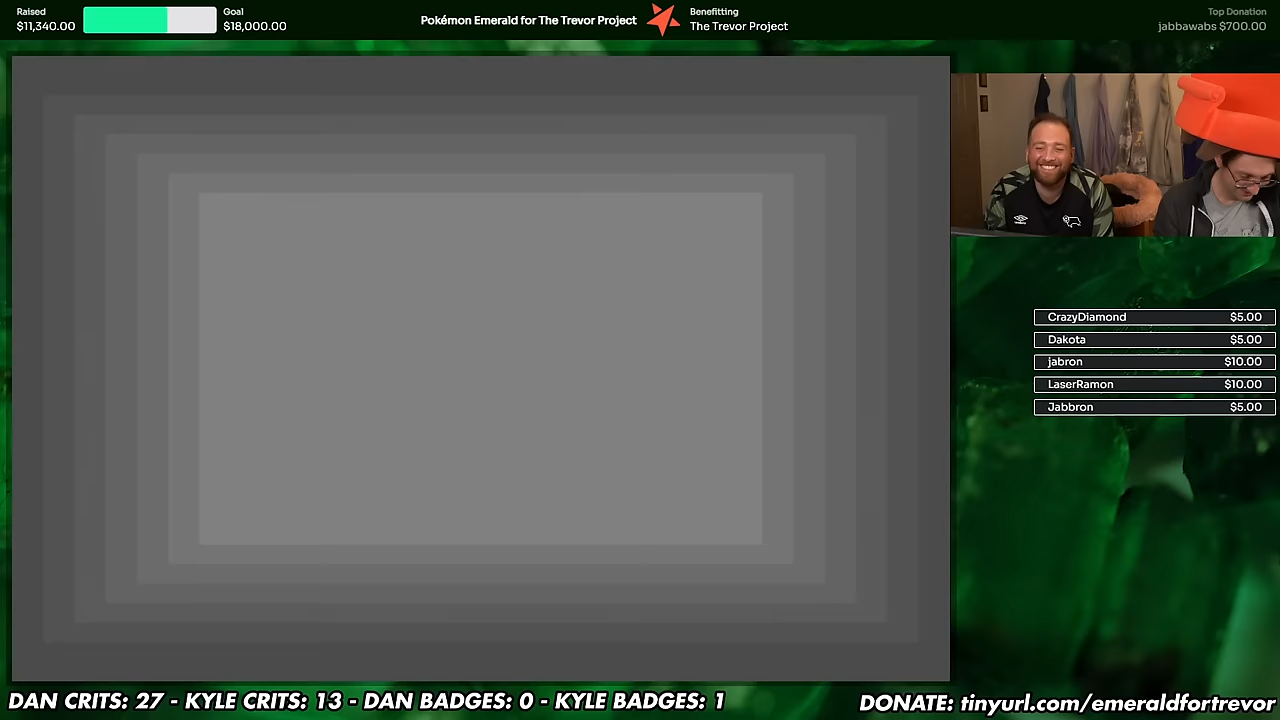 Raised
$11,340.00
Goal
$18,000.00
Pokémon Emerald for The Trevor Project
Benefitting
The Trevor Project
Top Donation
jabbawabs $700.00
CrazyDiamond $5.00
Dakota $5.00
jabron $10.00
LaserRamon $10.00
Jabbron $5.00
DAN CRITS: 27 - KYLE CRITS: 13 - DAN BADGES: 0 - KYLE BADGES: 1
DONATE: tinyurl.com/emeraldfortrevor